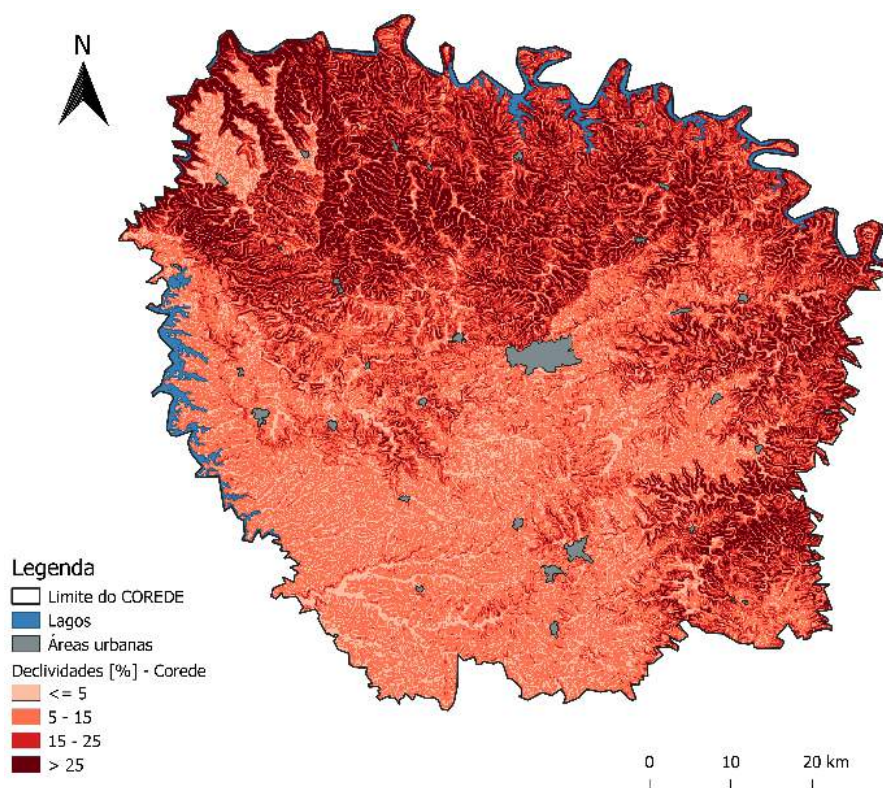 N
Legenda
Limite do COREDE
Lagos
Áreas urbanas
Declividades [%] - Corede
<= 5
5 - 15
15 - 25
> 25
0 10 20 km